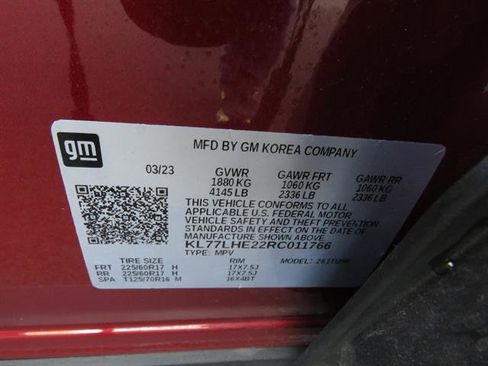 gm
MFD BY GM KOREA COMPANY
03/23 GVWR GAWR FRT GAWR RR
1880 KG 1060 KG 1060 KG
4145 LB 2336 LB 2336 LB
THIS VEHICLE CONFORMS TO ALL
APPLICABLE U.S. FEDERAL MOTOR
VEHICLE SAFETY AND THEFT PREVENTION
STANDARDS IN EFFECT ON THE DATE OF
MANUFACTURE SHOWN ABOVE.
KL77LHE22RC011766
TYPE: MPV
TIRE SIZE RIM MODEL:
FRT 225/60R17 H 17X7.5J
RR 225/60R17 H 17X7.5J
SPA T125/70R16 M 16X4BT